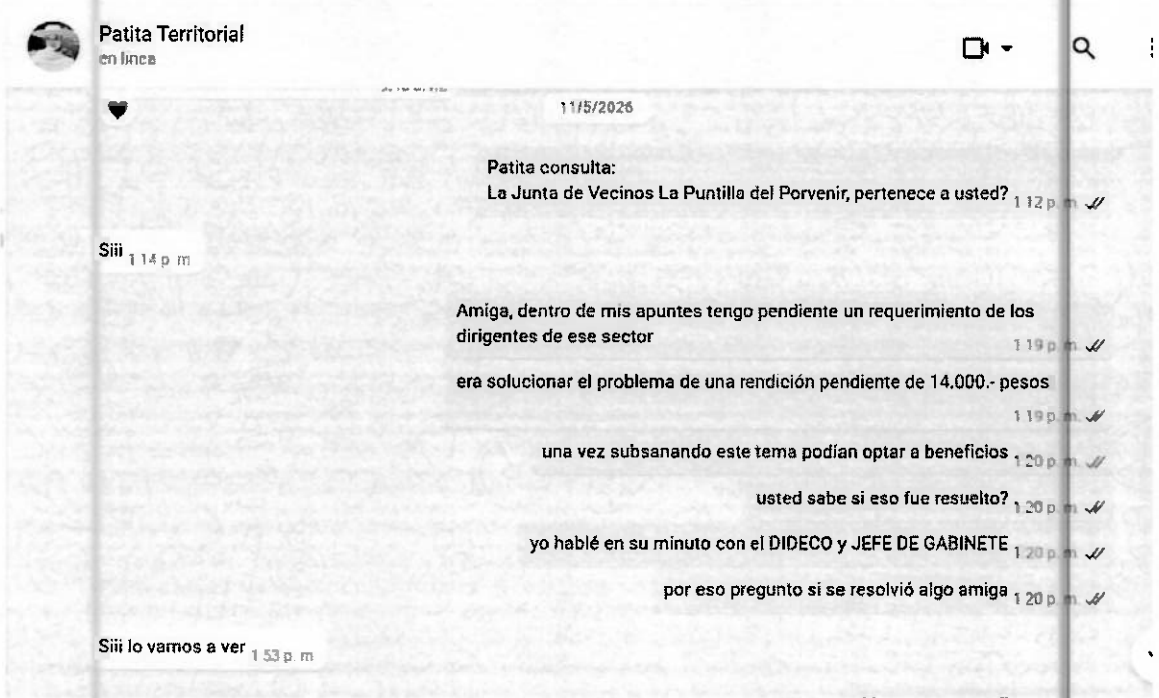 Patita Territorial
en línea
11/5/2026
Patita consulta:
La Junta de Vecinos La Puntilla del Porvenir, pertenece a usted? 1 12 p. m.
Siii 1 14 p m
Amiga, dentro de mis apuntes tengo pendiente un requerimiento de los
dirigentes de ese sector
1 19 p. m.
era solucionar el problema de una rendición pendiente de 14.000.- pesos
1 19 p. m.
una vez subsanando este tema podían optar a beneficios . 1 20 p. m.
usted sabe si eso fue resuelto? 1 20 p. m.
yo hablé en su minuto con el DIDECO y JEFE DE GABINETE 1 20 p. m.
por eso pregunto si se resolvió algo amiga 1 20 p. m.
Siii lo vamos a ver 1 53 p. m